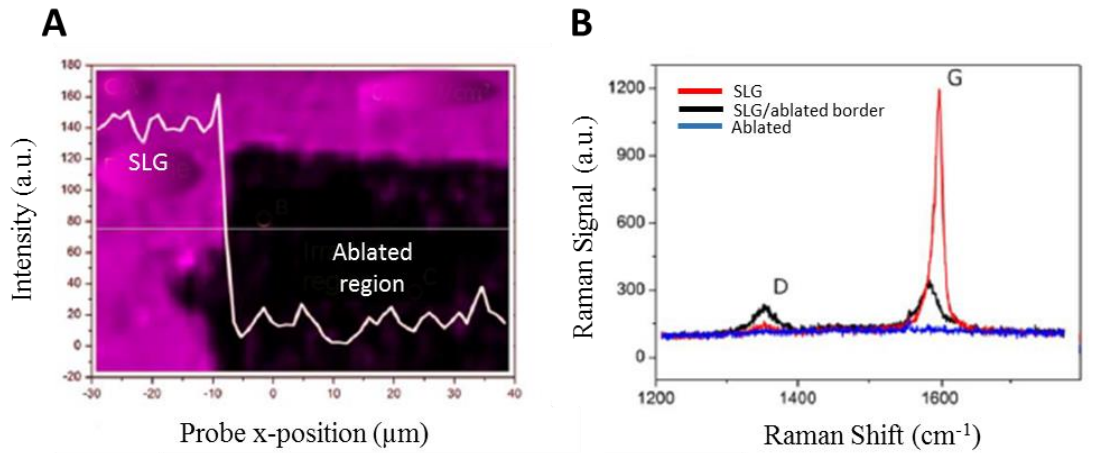 A
B
180
160
140
120
100
80
60
40
20
0
-20
-30
-20
-10
0
10
20
30
40
Intensity (a.u.)
Probe x-position (µm)
SLG
Ablated
region
B
C
1200
900
600
300
0
1200
1400
1600
Raman Signal (a.u.)
Raman Shift (cm-1)
SLG
SLG/ablated border
Ablated
D
G